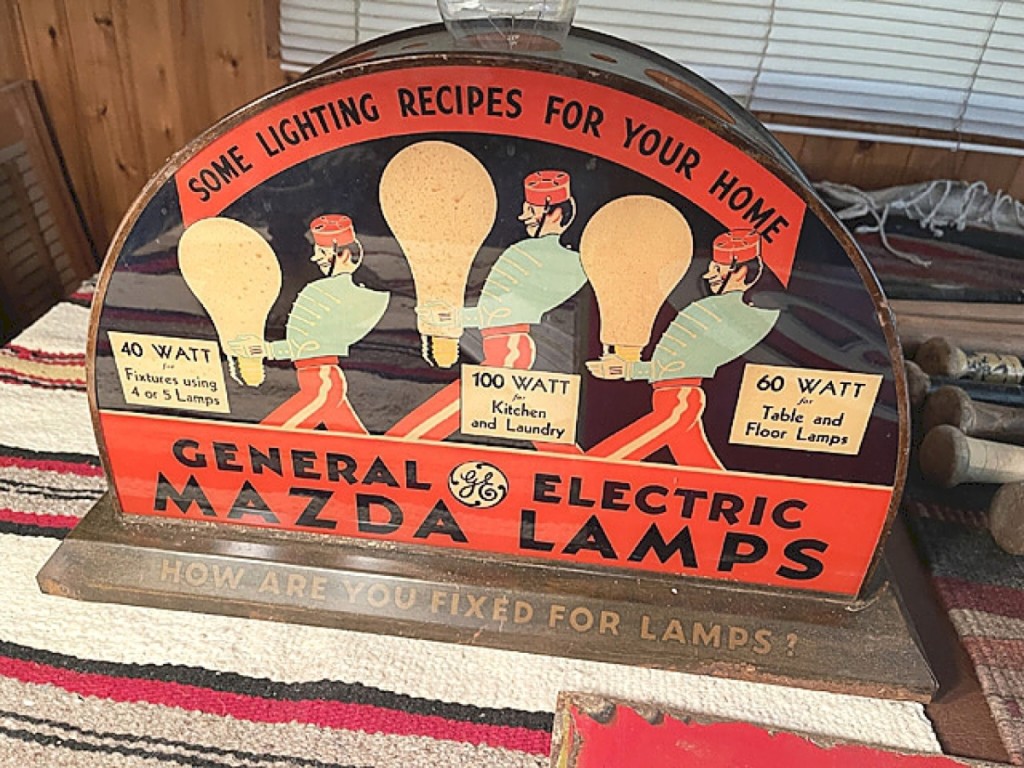 SOME LIGHTING RECIPES FOR YOUR HOME
40 WATT
for
Fixtures using
4 or 5 Lamps
100 WATT
for
Kitchen
and Laundry
60 WATT
for
Table and
Floor Lamps
GENERAL GE ELECTRIC
MAZDA LAMPS
HOW ARE YOU FIXED FOR LAMPS?